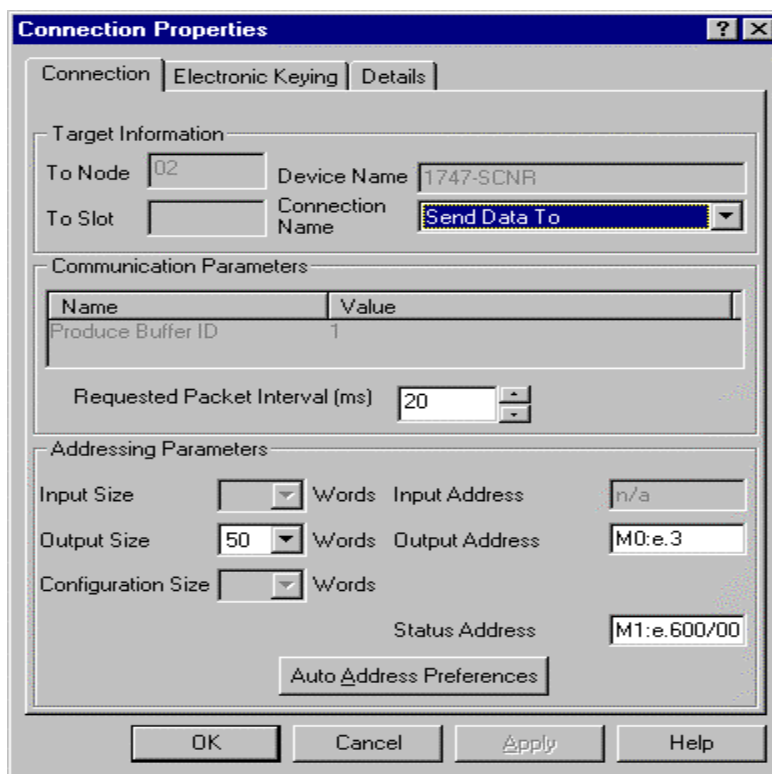 Connection Properties
? X
Connection Electronic Keying Details
Target Information
To Node 02 Device Name 1747-SCNR
To Slot Connection Name Send Data To
Communication Parameters
Name Value
Produce Buffer ID 1
Requested Packet Interval (ms) 20
Addressing Parameters
Input Size Words Input Address n/a
Output Size 50 Words Output Address M0:e.3
Configuration Size Words
Status Address M1:e.600/00
Auto Address Preferences
OK Cancel Apply Help